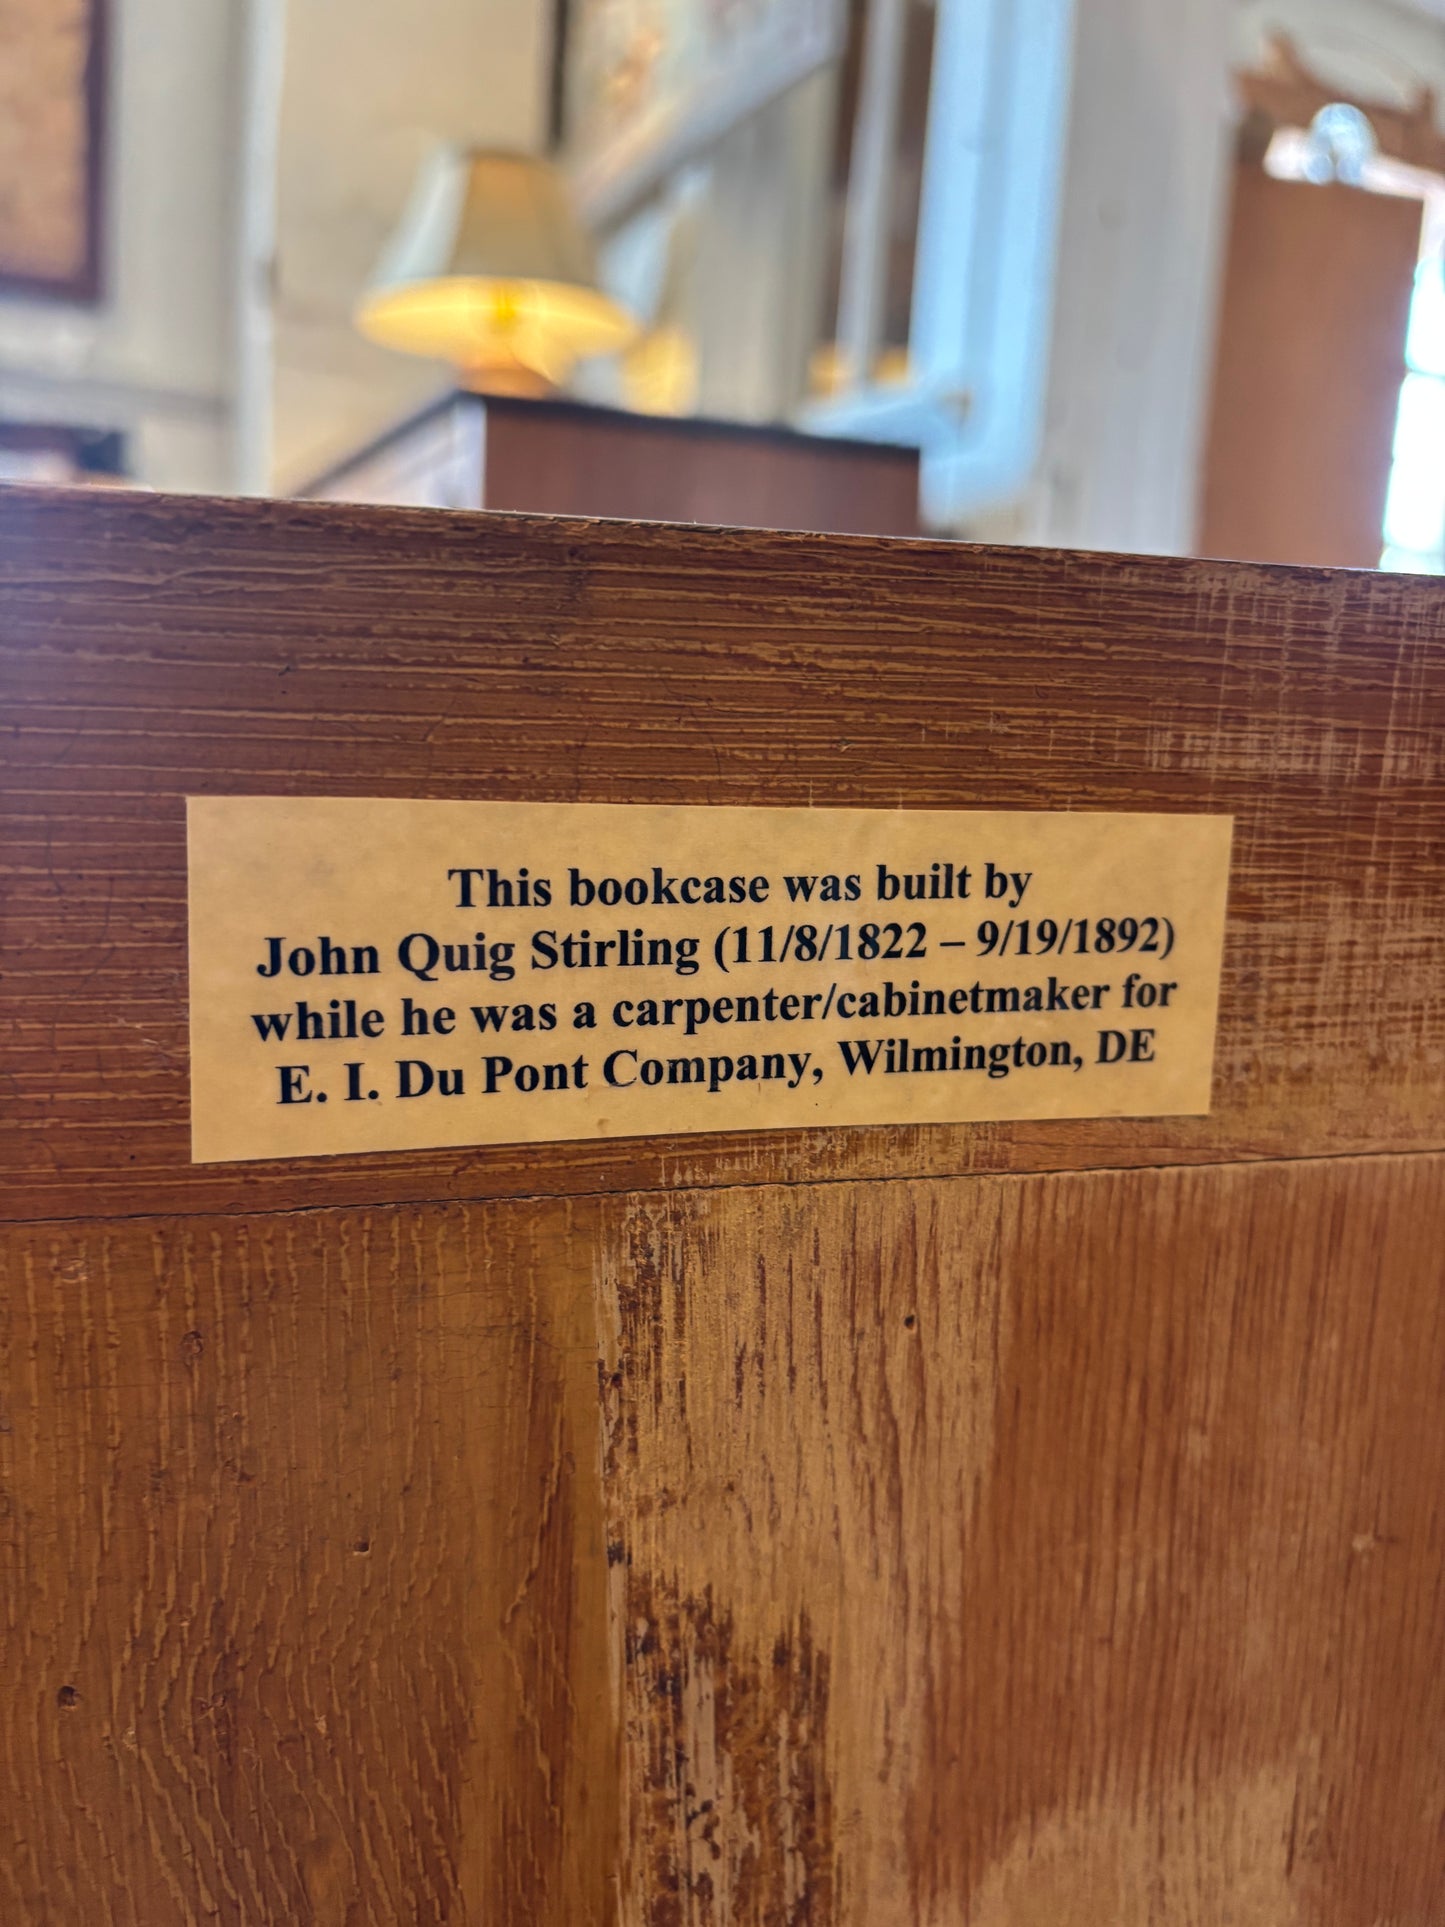 This bookcase was built by
John Quig Stirling (11/8/1822 – 9/19/1892)
while he was a carpenter/cabinetmaker for
E. I. Du Pont Company, Wilmington, DE